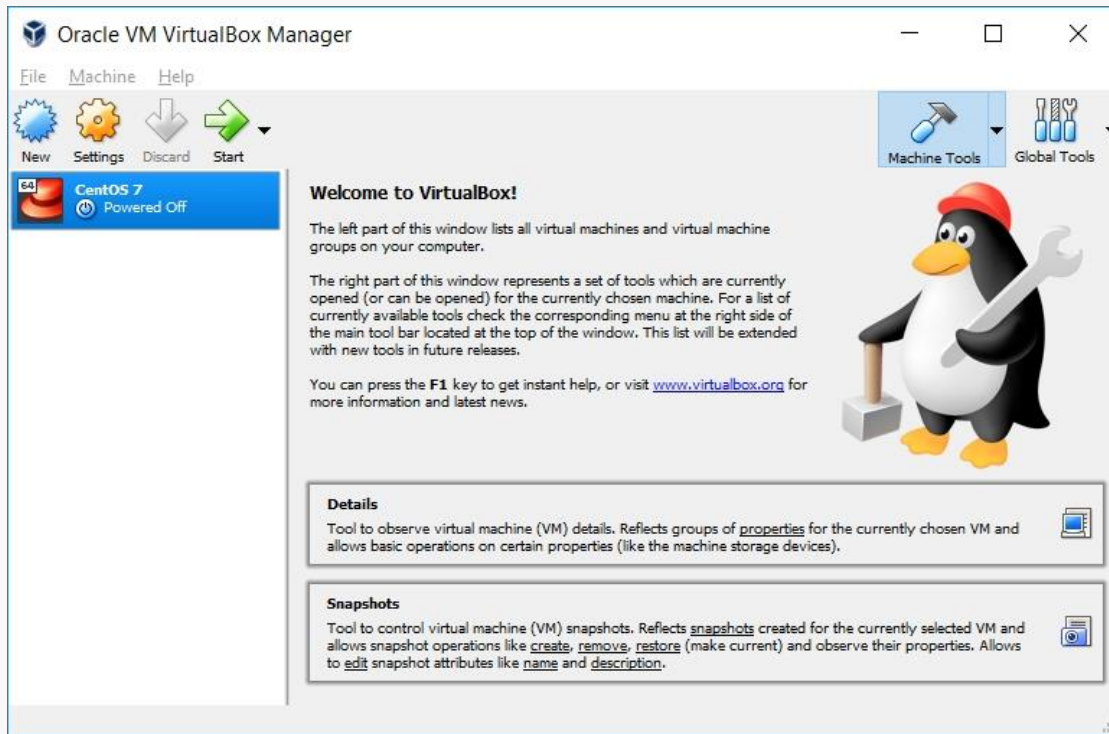 Oracle VM VirtualBox Manager
File Machine Help
New Settings Discard Start
Machine Tools Global Tools
64
CentOS 7
Powered Off
Welcome to VirtualBox!
The left part of this window lists all virtual machines and virtual machine
groups on your computer.
The right part of this window represents a set of tools which are currently
opened (or can be opened) for the currently chosen machine. For a list of
currently available tools check the corresponding menu at the right side of
the main tool bar located at the top of the window. This list will be extended
with new tools in future releases.
You can press the F1 key to get instant help, or visit www.virtualbox.org for
more information and latest news.
Details
Tool to observe virtual machine (VM) details. Reflects groups of properties for the currently chosen VM and
allows basic operations on certain properties (like the machine storage devices).
Snapshots
Tool to control virtual machine (VM) snapshots. Reflects snapshots created for the currently selected VM and
allows snapshot operations like create, remove, restore (make current) and observe their properties. Allows
to edit snapshot attributes like name and description.